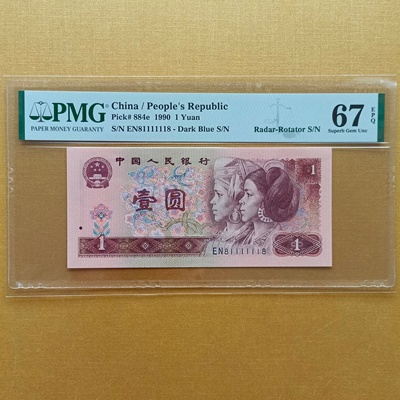 PMG
PAPER MONEY GUARANTY
China / People's Republic
Pick# 884e 1990 1 Yuan
S/N EN81111118 - Dark Blue S/N
Radar-Rotator S/N
67
EPQ
Superb Gem Unc
中国人民银行
1
壹圆
EN81111118
1
1